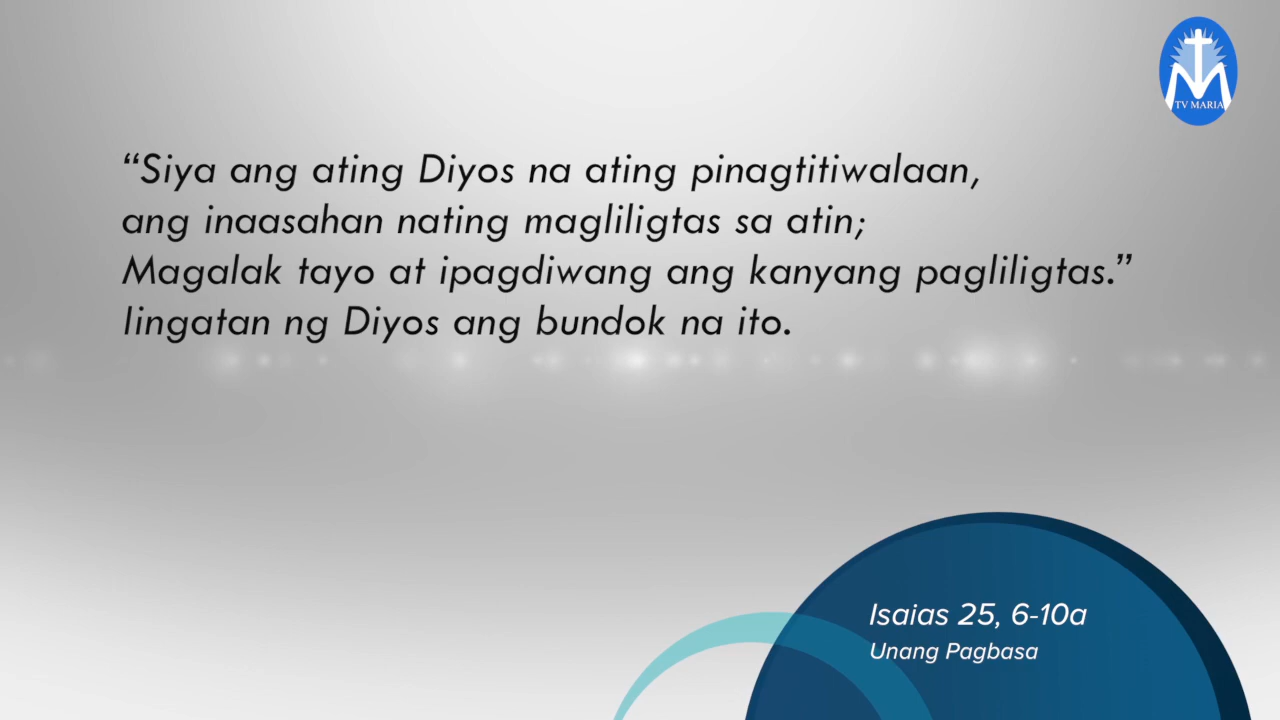 TV MARIA
“Siya ang ating Diyos na ating pinagtitiwalaan,
ang inaasahan nating magliligtas sa atin;
Magalak tayo at ipagdiwang ang kanyang pagliligtas.”
Iingatan ng Diyos ang bundok na ito.
Isaias 25, 6-10a
Unang Pagbasa